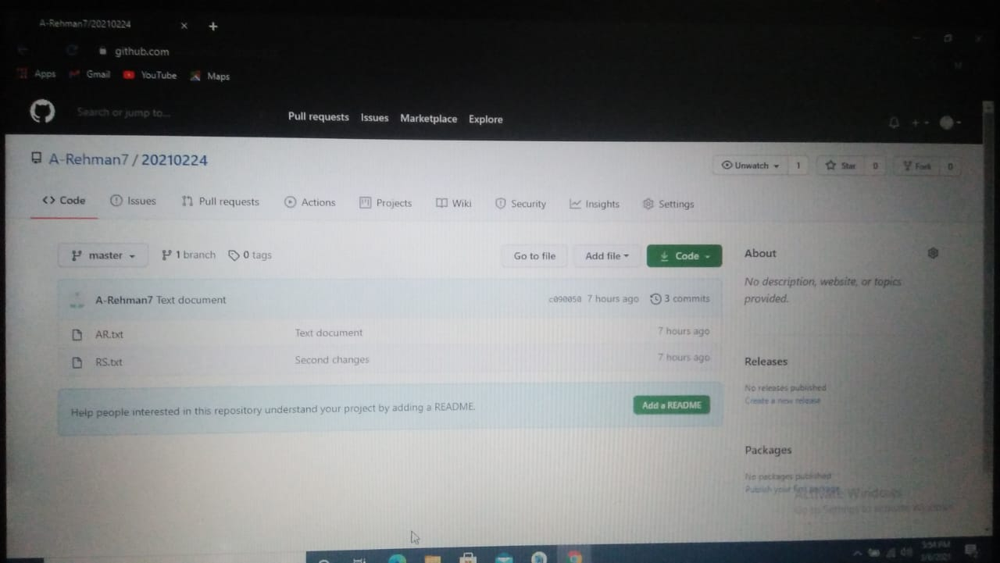 A-Rehman7/20210224
github.com
Apps Gmail YouTube Maps
Search or jump to...
Pull requests Issues Marketplace Explore
A-Rehman7 / 20210224
Unwatch 1 Star 0 Fork 0
Code Issues Pull requests Actions Projects Wiki Security Insights Settings
master 1 branch 0 tags
Go to file Add file Code
About
No description, website, or topics
provided.
A-Rehman7 Text document c090050 7 hours ago 3 commits
AR.txt Text document 7 hours ago
RS.txt Second changes 7 hours ago
Releases
No releases published
Create a new release
Help people interested in this repository understand your project by adding a README.
Add a README
Packages
No packages published
Publish your first package
Activate Windows
Go to Settings to activate Windows.
5:54 PM